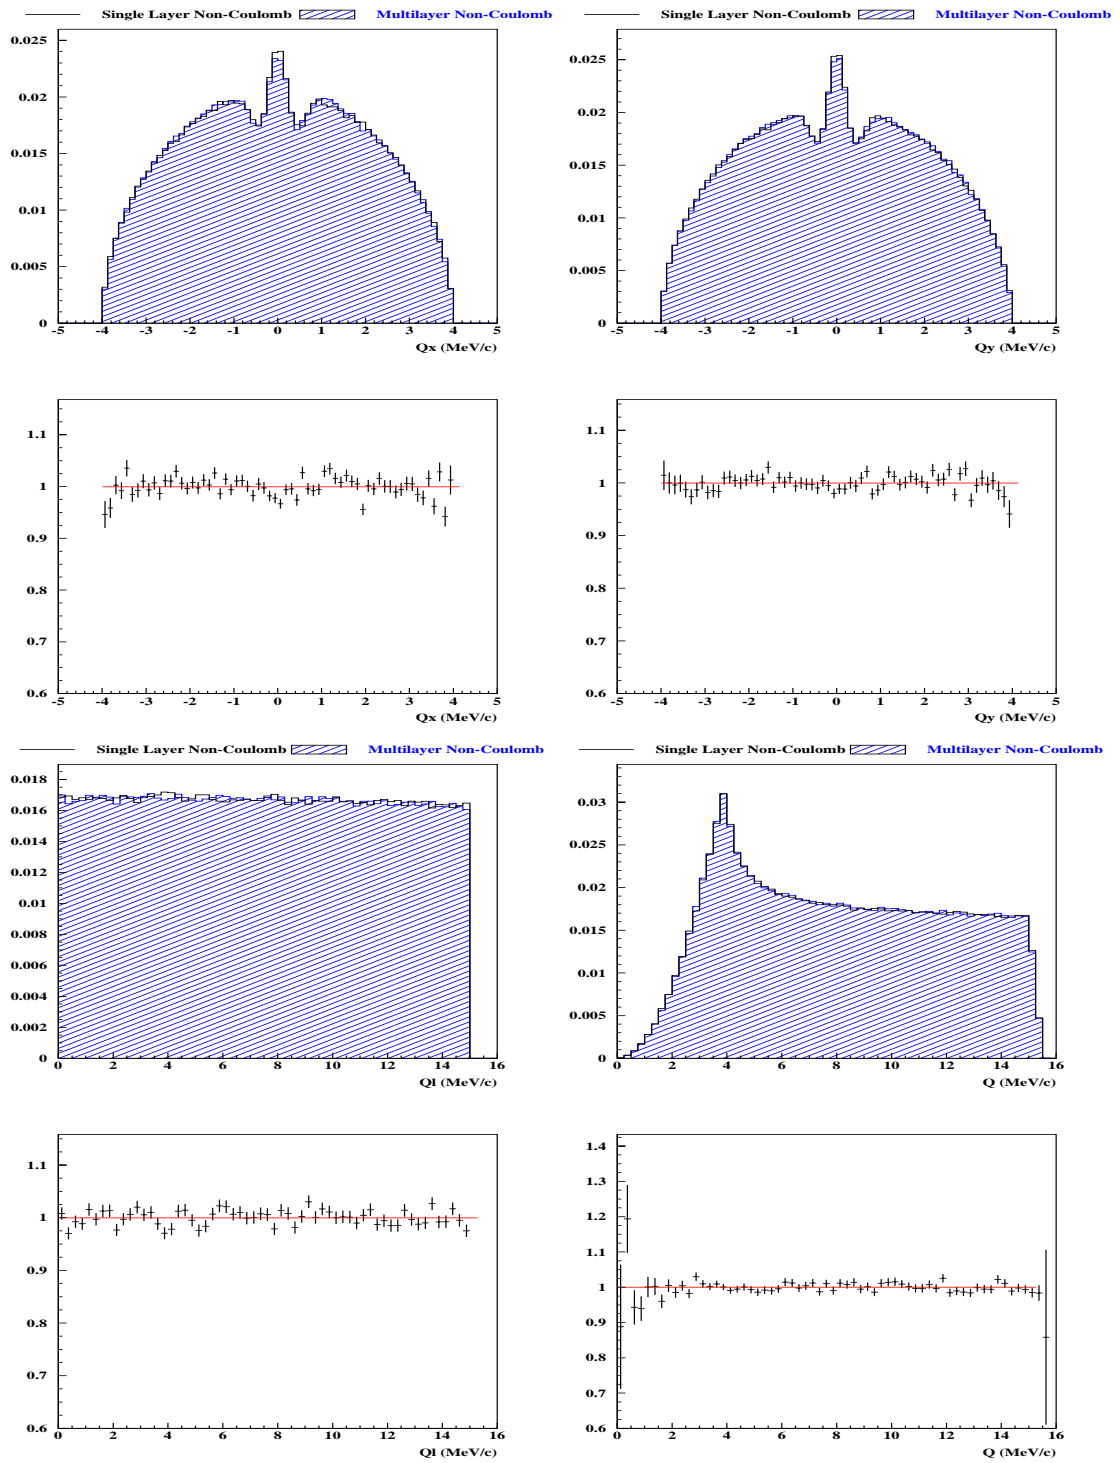 Single Layer Non-Coulomb Multilayer Non-Coulomb
0.025
0.02
0.015
0.01
0.005
0
-5 -4 -3 -2 -1 0 1 2 3 4 5
Qx (MeV/c)
Single Layer Non-Coulomb Multilayer Non-Coulomb
0.025
0.02
0.015
0.01
0.005
0
-5 -4 -3 -2 -1 0 1 2 3 4 5
Qy (MeV/c)
1.1
1
0.9
0.8
0.7
0.6
-5 -4 -3 -2 -1 0 1 2 3 4 5
Qx (MeV/c)
1.1
1
0.9
0.8
0.7
0.6
-5 -4 -3 -2 -1 0 1 2 3 4 5
Qy (MeV/c)
Single Layer Non-Coulomb Multilayer Non-Coulomb
0.018
0.016
0.014
0.012
0.01
0.008
0.006
0.004
0.002
0
0 2 4 6 8 10 12 14 16
Ql (MeV/c)
Single Layer Non-Coulomb Multilayer Non-Coulomb
0.03
0.025
0.02
0.015
0.01
0.005
0
0 2 4 6 8 10 12 14 16
Q (MeV/c)
1.1
1
0.9
0.8
0.7
0.6
0 2 4 6 8 10 12 14 16
Ql (MeV/c)
1.4
1.3
1.2
1.1
1
0.9
0.8
0.7
0.6
0 2 4 6 8 10 12 14 16
Q (MeV/c)